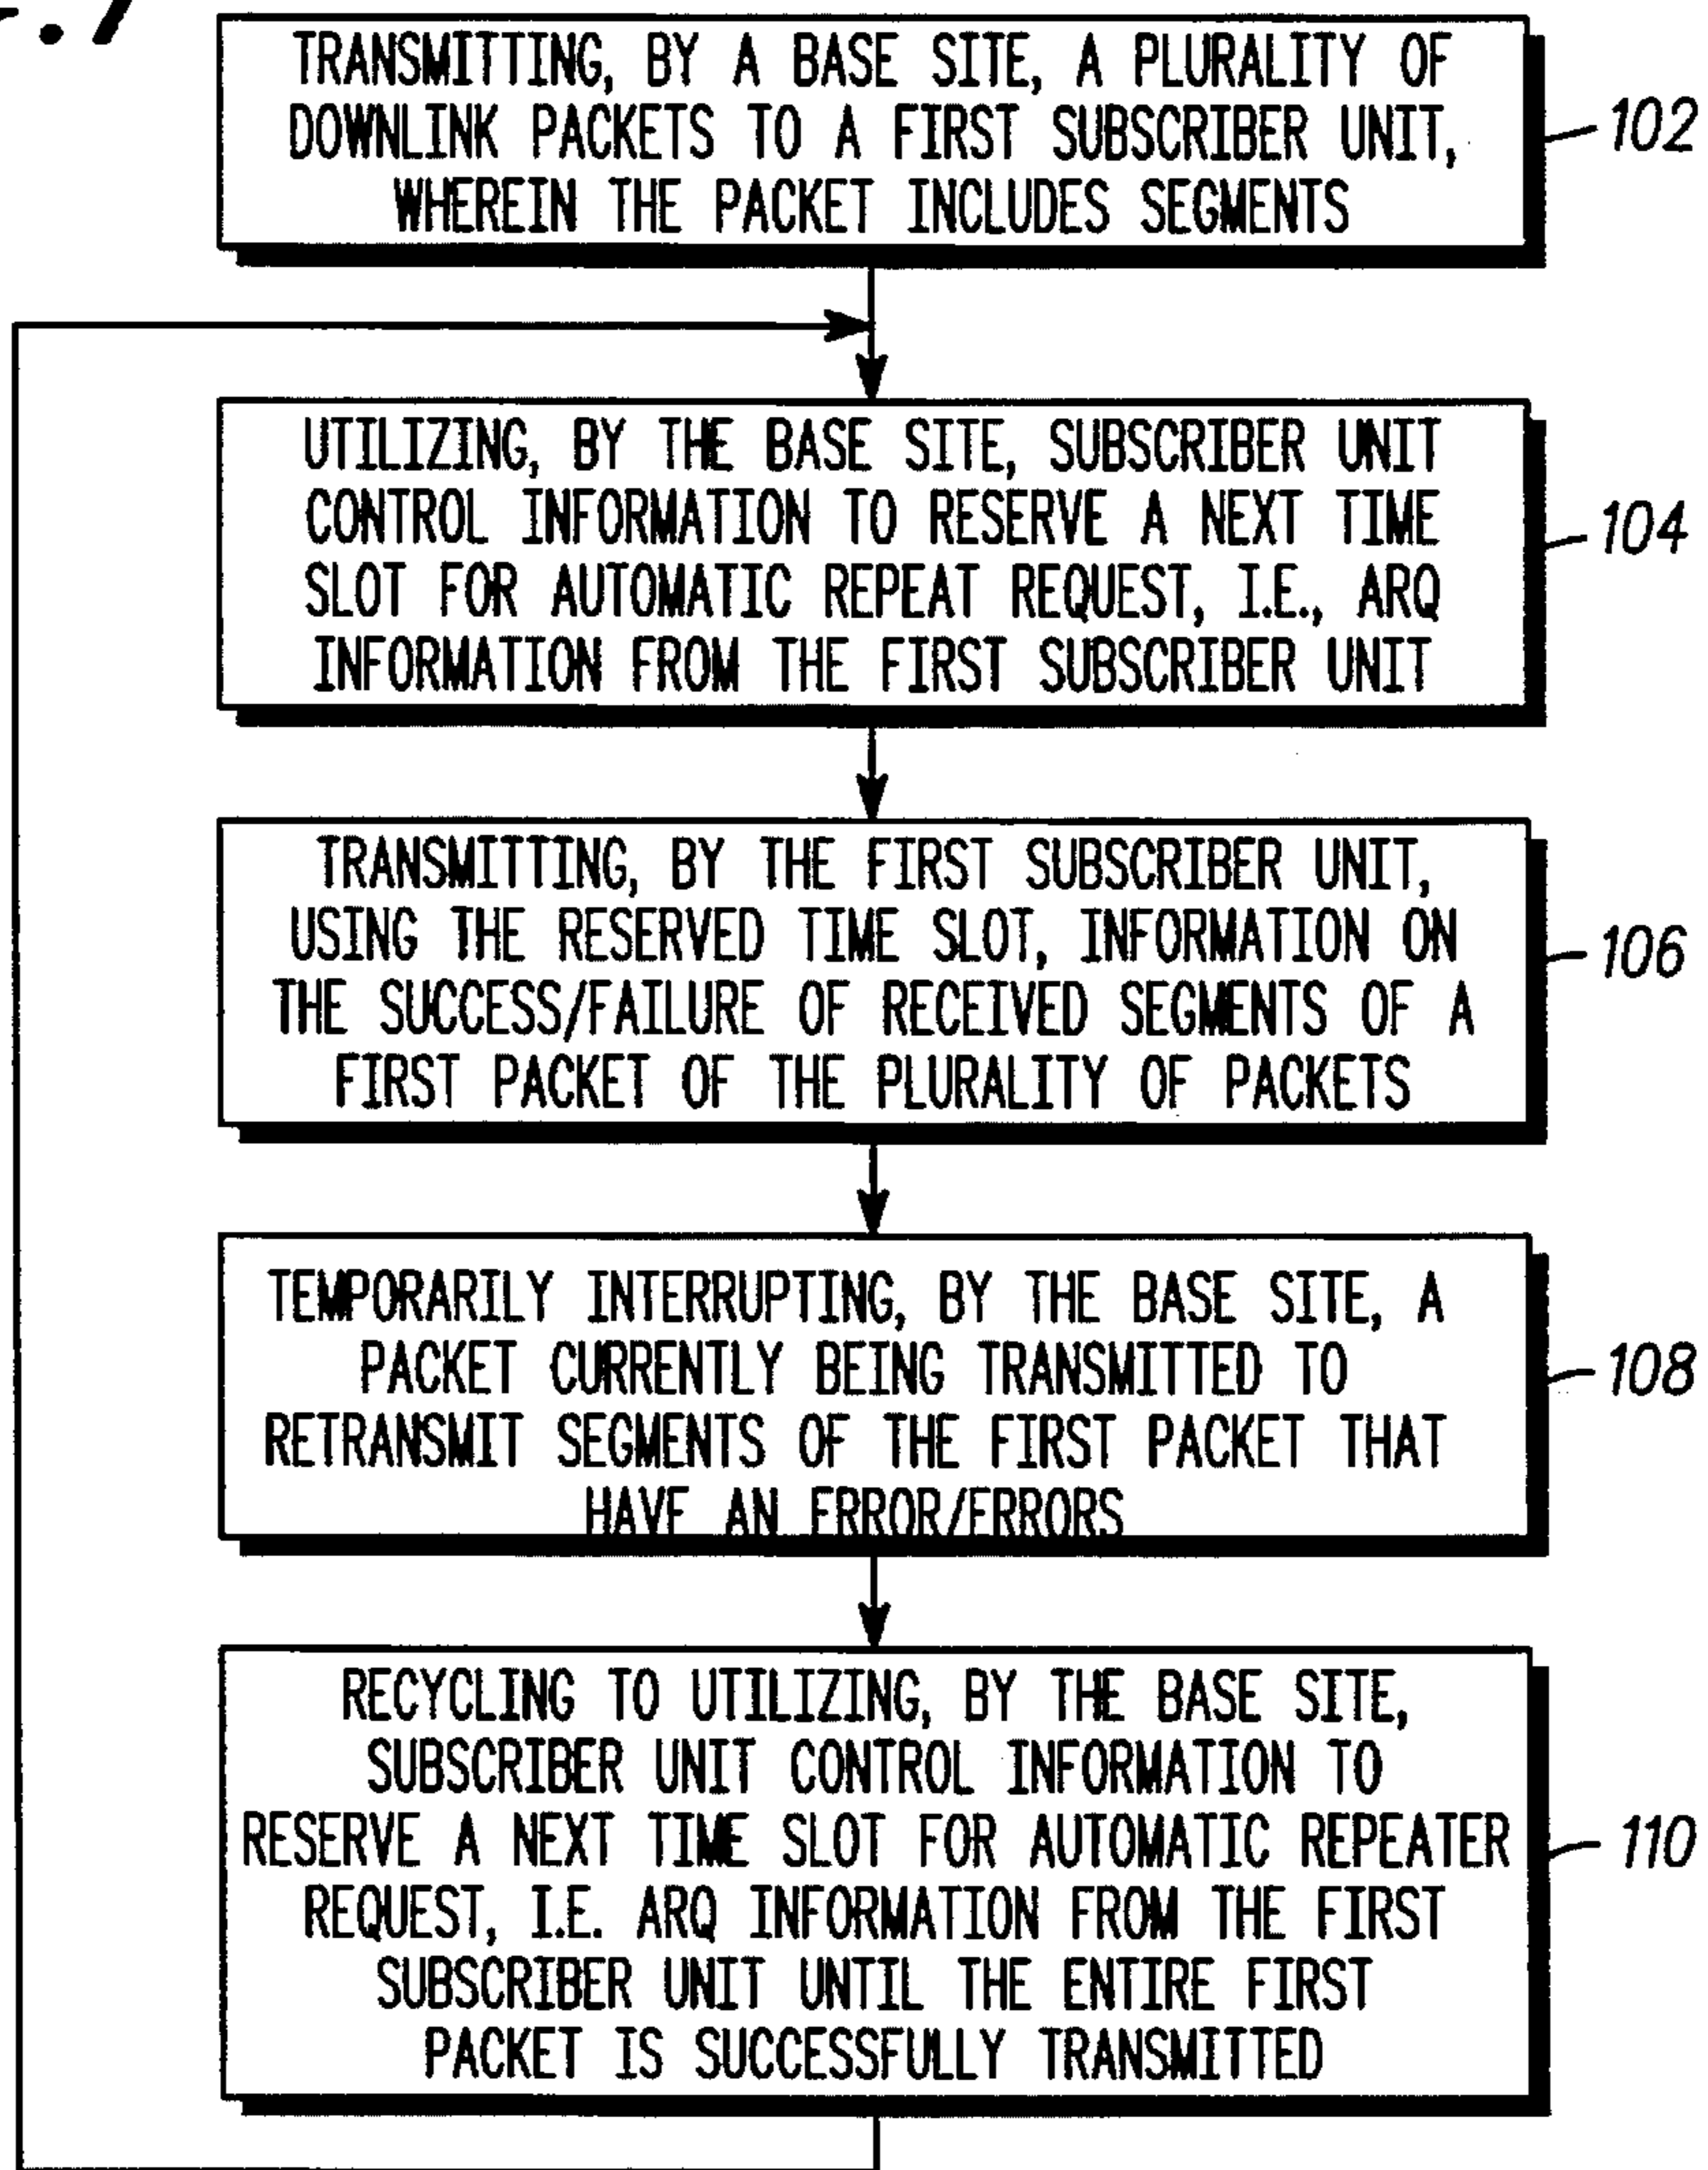 TRANSMITTING, BY A BASE SITE, A PLURALITY OF
DOWNLINK PACKETS TO A FIRST SUBSCRIBER UNIT,
WHEREIN THE PACKET INCLUDES SEGMENTS
102
UTILIZING, BY THE BASE SITE, SUBSCRIBER UNIT
CONTROL INFORMATION TO RESERVE A NEXT TIME
SLOT FOR AUTOMATIC REPEAT REQUEST, I.E., ARQ
INFORMATION FROM THE FIRST SUBSCRIBER UNIT
104
TRANSMITTING, BY THE FIRST SUBSCRIBER UNIT,
USING THE RESERVED TIME SLOT, INFORMATION ON
THE SUCCESS/FAILURE OF RECEIVED SEGMENTS OF A
FIRST PACKET OF THE PLURALITY OF PACKETS
106
TEMPORARILY INTERRUPTING, BY THE BASE SITE, A
PACKET CURRENTLY BEING TRANSMITTED TO
RETRANSMIT SEGMENTS OF THE FIRST PACKET THAT
HAVE AN ERROR/ERRORS
108
RECYCLING TO UTILIZING, BY THE BASE SITE,
SUBSCRIBER UNIT CONTROL INFORMATION TO
RESERVE A NEXT TIME SLOT FOR AUTOMATIC REPEATER
REQUEST, I.E. ARQ INFORMATION FROM THE FIRST
SUBSCRIBER UNIT UNTIL THE ENTIRE FIRST
PACKET IS SUCCESSFULLY TRANSMITTED
110